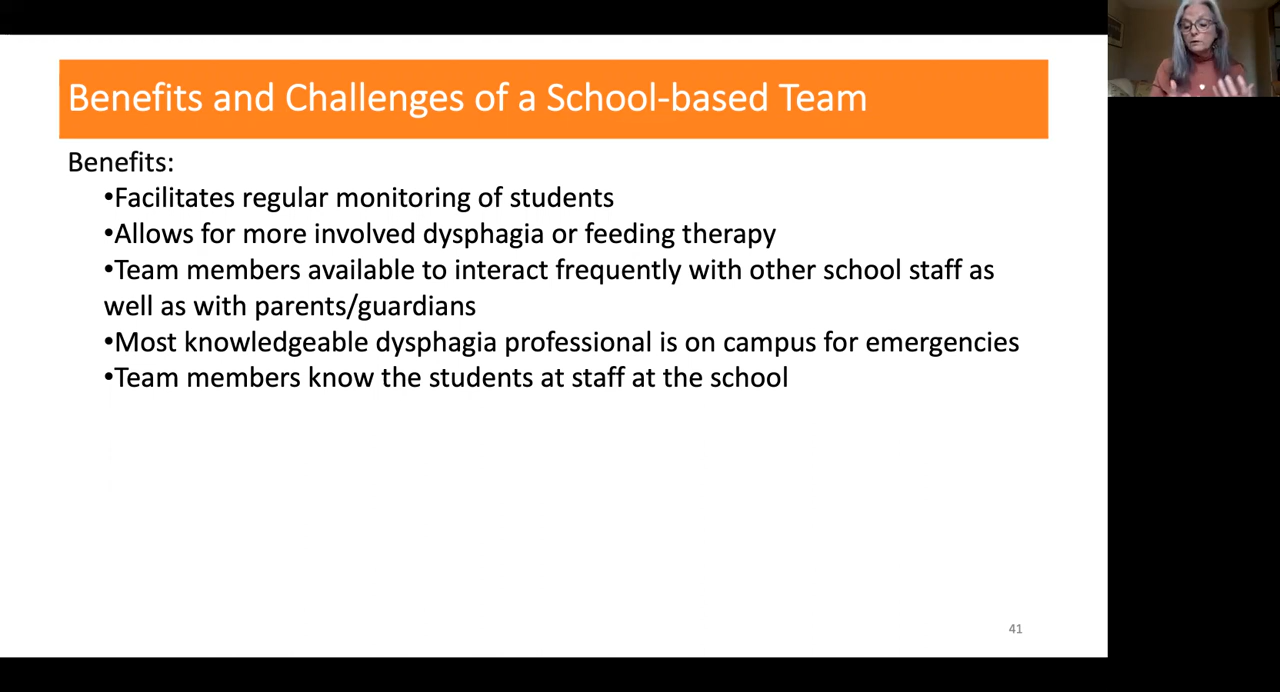 Benefits and Challenges of a School-based Team
Benefits:
•Facilitates regular monitoring of students
•Allows for more involved dysphagia or feeding therapy
•Team members available to interact frequently with other school staff as
well as with parents/guardians
•Most knowledgeable dysphagia professional is on campus for emergencies
•Team members know the students at staff at the school
41